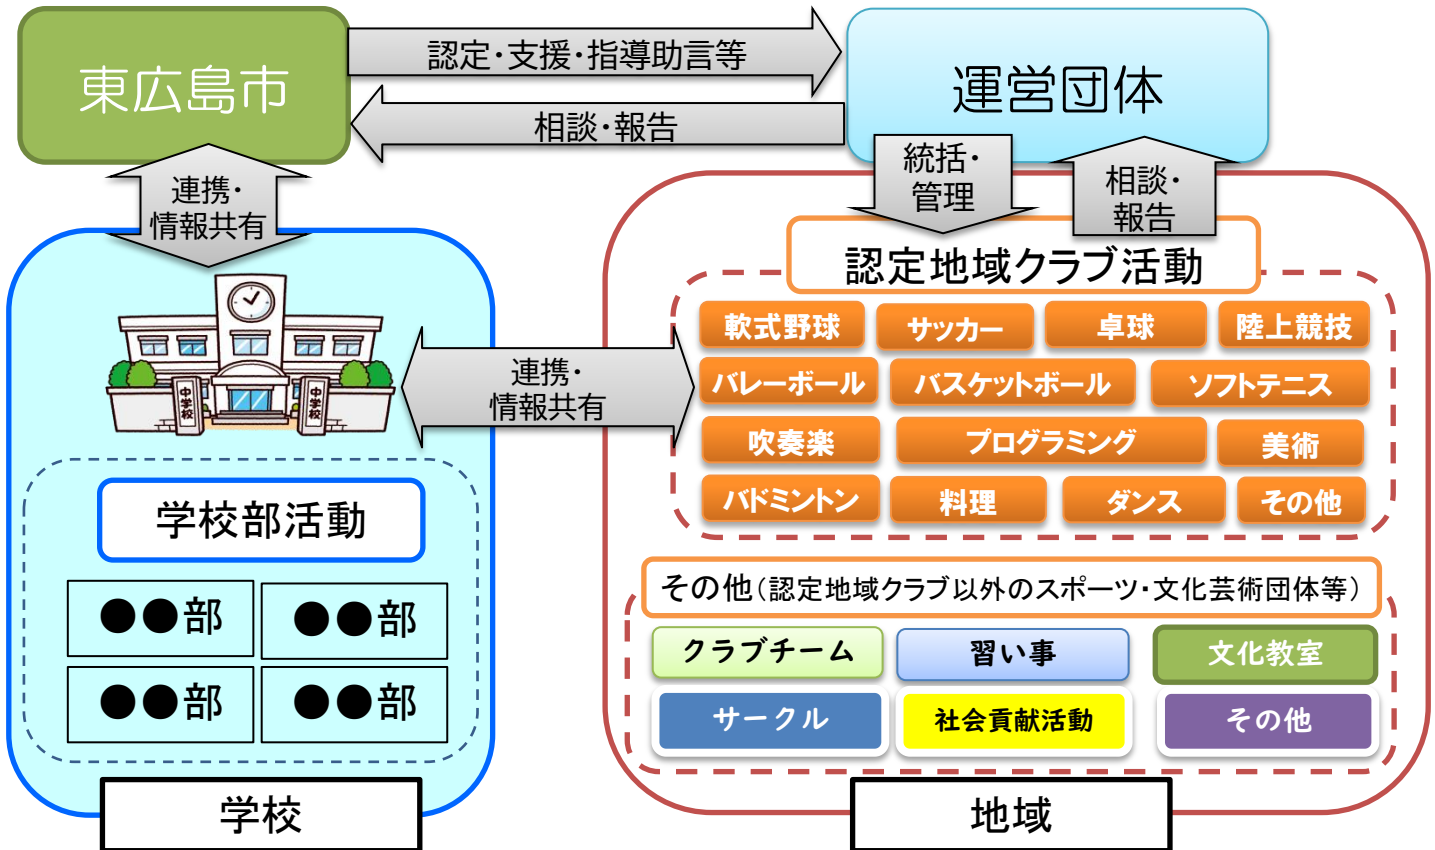 東広島市
認定・支援・指導助言等
運営団体
相談・報告
連携・
情報共有
統括・
管理
相談・
報告
認定地域クラブ活動
軟式野球
サッカー
卓球
陸上競技
バレーボール
バスケットボール
ソフトテニス
吹奏楽
プログラミング
美術
バドミントン
料理
ダンス
その他
中学校
中学校
連携・
情報共有
学校部活動
●●部
●●部
●●部
●●部
学校
その他(認定地域クラブ以外のスポーツ・文化芸術団体等)
クラブチーム
習い事
文化教室
サークル
社会貢献活動
その他
地域